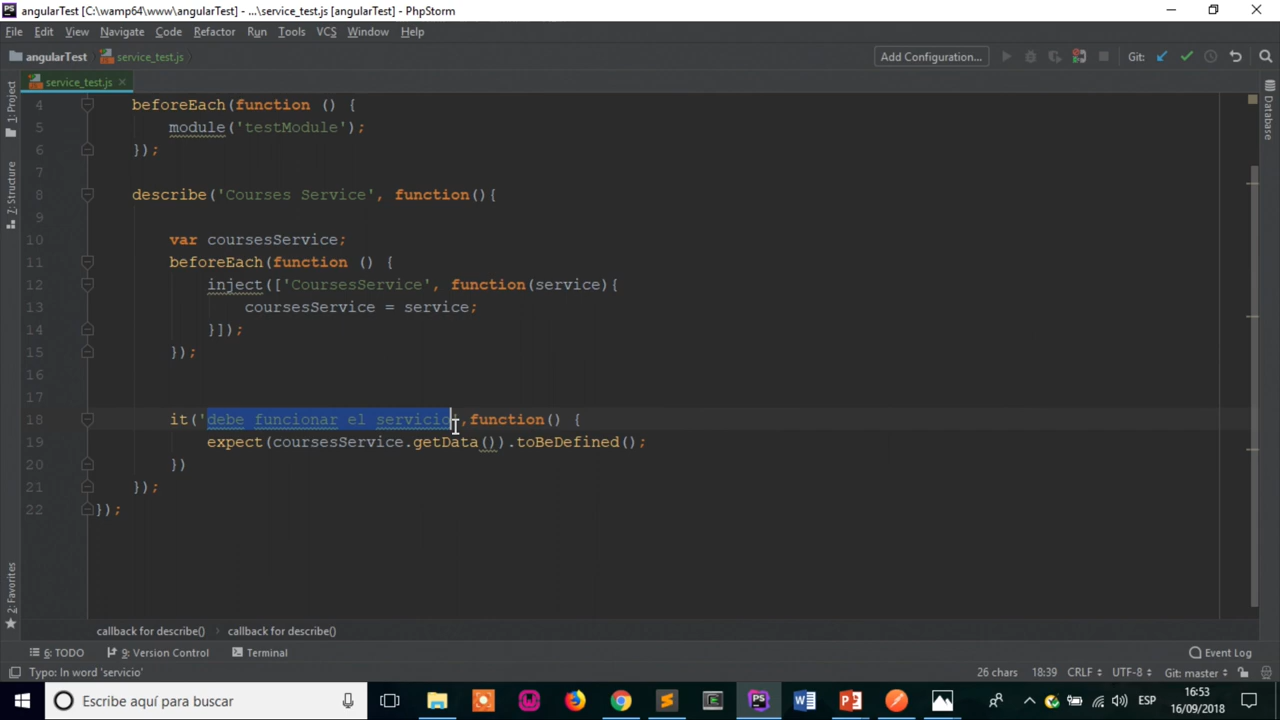 angularTest [C:\wamp64\www\angularTest] - ...\service_test.js [angularTest] - PhpStorm
File Edit View Navigate Code Refactor Run Tools VCS Window Help
angularTest service_test.js Add Configuration... Git:
service_test.js
1: Project
7: Structure
2: Favorites
Database
4 beforeEach(function () {
5 module('testModule');
6 });
7
8 describe('Courses Service', function(){
9
10 var coursesService;
11 beforeEach(function () {
12 inject(['CoursesService', function(service){
13 coursesService = service;
14 }]);
15 });
16
17
18 it('debe funcionar el servicio',function() {
19 expect(coursesService.getData()).toBeDefined();
20 })
21 });
22 });
callback for describe() › callback for describe()
6: TODO 9: Version Control Terminal Event Log
Typo: In word 'servicio' 26 chars 18:39 CRLF UTF-8 Git: master
Escribe aquí para buscar ESP 16:53
16/09/2018